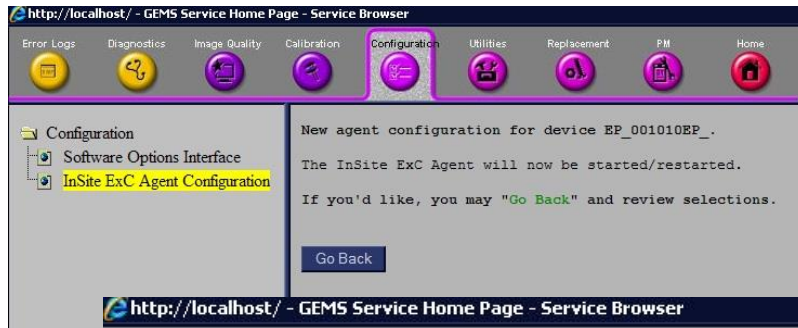 http://localhost/ - GEMS Service Home Page - Service Browser
Error Logs Diagnostics Image Quality Calibration Configuration Utilities Replacement PM Home
Configuration
Software Options Interface
InSite ExC Agent Configuration
New agent configuration for device EP_001010EP_.
The InSite ExC Agent will now be started/restarted.
If you'd like, you may "Go Back" and review selections.
Go Back
http://localhost/ - GEMS Service Home Page - Service Browser